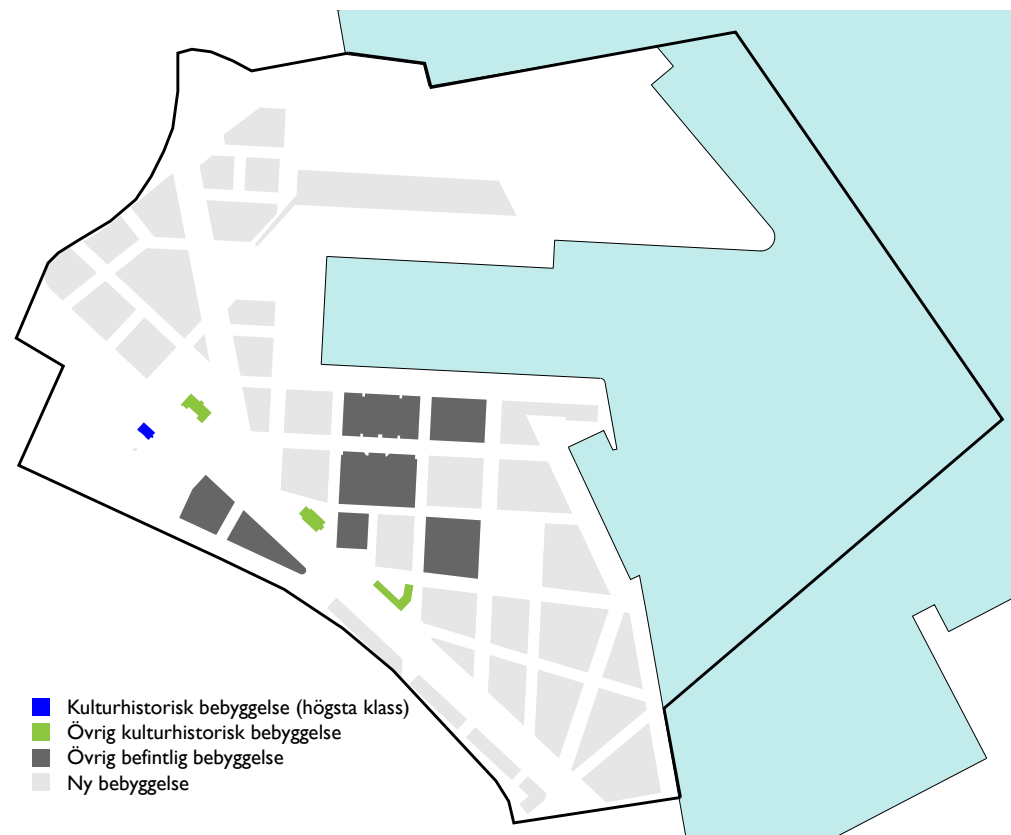 Kulturhistorisk bebyggelse (högsta klass)
Övrig kulturhistorisk bebyggelse
Övrig befintlig bebyggelse
Ny bebyggelse